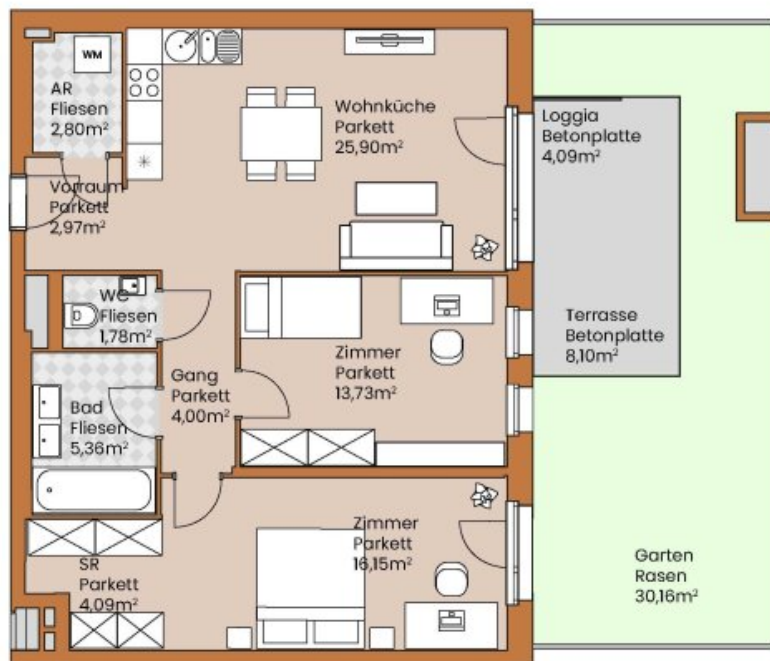 WM
AR
Fliesen
2,80m²
Wohnküche
Parkett
25,90m²
Loggia
Betonplatte
4,09m²
Vorraum
Parkett
2,97m²
WC
Fliesen
1,78m²
Terrasse
Betonplatte
8,10m²
Zimmer
Parkett
13,73m²
Gang
Parkett
4,00m²
Bad
Fliesen
5,36m²
Zimmer
Parkett
16,15m²
SR
Parkett
4,09m²
Garten
Rasen
30,16m²